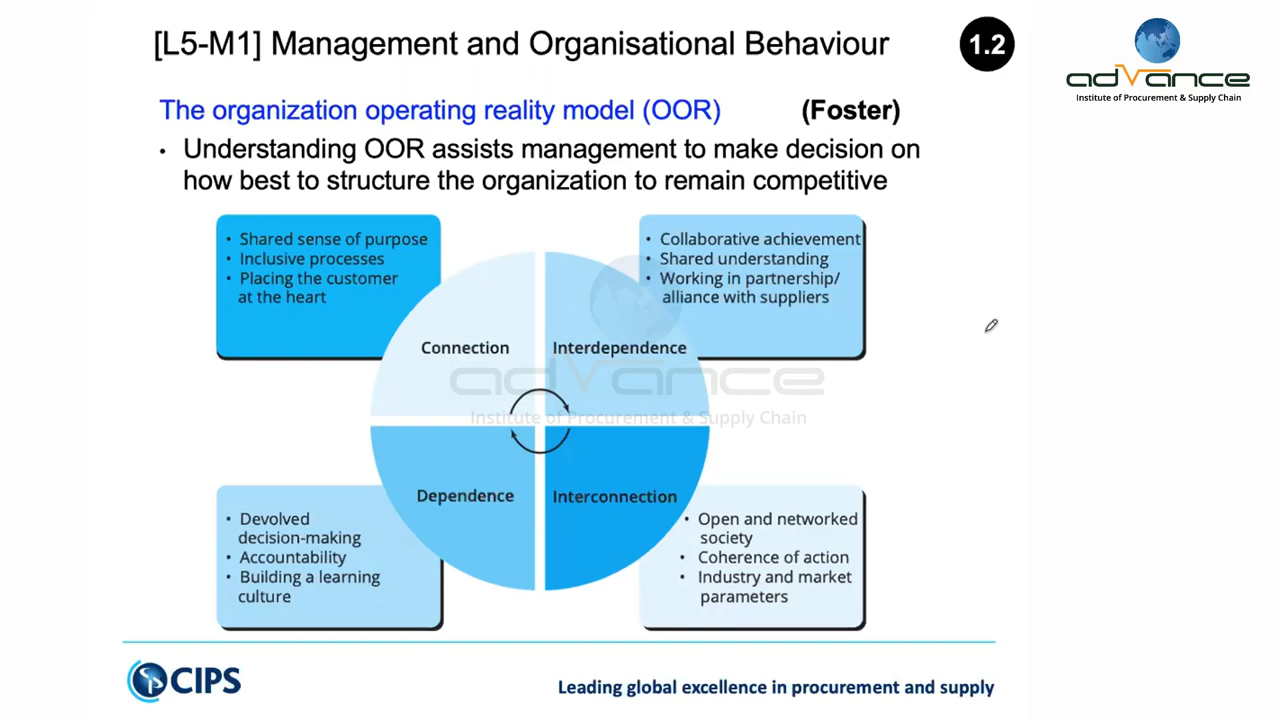 [L5-M1] Management and Organisational Behaviour
1.2
adVance
Institute of Procurement & Supply Chain
The organization operating reality model (OOR) (Foster)
• Understanding OOR assists management to make decision on
how best to structure the organization to remain competitive
• Shared sense of purpose
• Inclusive processes
• Placing the customer
at the heart
• Collaborative achievement
• Shared understanding
• Working in partnership/
alliance with suppliers
Connection
Interdependence
adVance
Institute of Procurement & Supply Chain
Dependence
Interconnection
• Devolved
decision-making
• Accountability
• Building a learning
culture
• Open and networked
society
• Coherence of action
• Industry and market
parameters
CIPS
Leading global excellence in procurement and supply